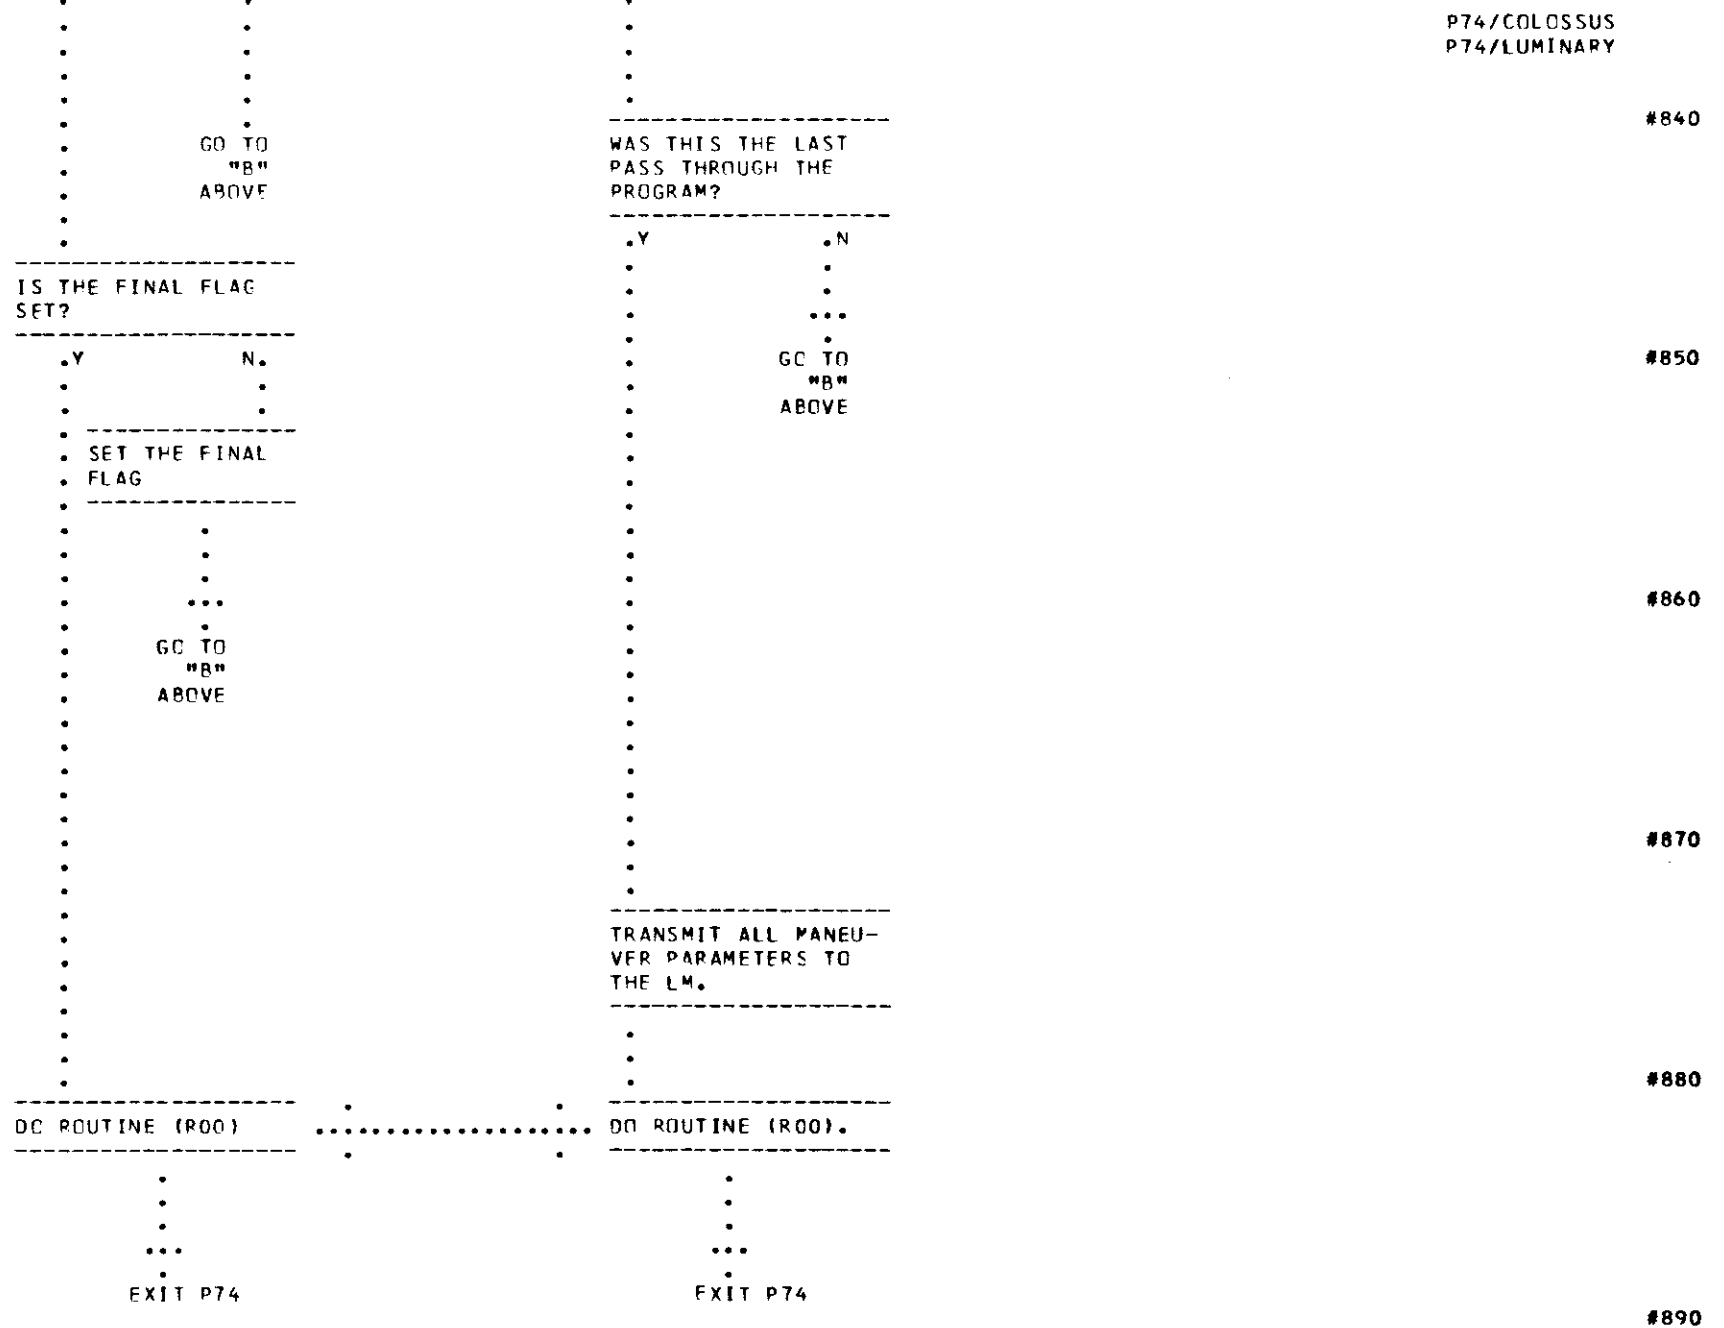 P74/COLOSSUS
P74/LUMINARY
#840
GO TO
"B"
ABOVE
WAS THIS THE LAST
PASS THROUGH THE
PROGRAM?
.Y .N
IS THE FINAL FLAG
SET?
.Y N.
GO TO
"B"
ABOVE
#850
SET THE FINAL
FLAG
#860
GO TO
"B"
ABOVE
#870
TRANSMIT ALL MANEU-
VER PARAMETERS TO
THE LM.
#880
DO ROUTINE (R00)
DO ROUTINE (R00).
EXIT P74
EXIT P74
#890